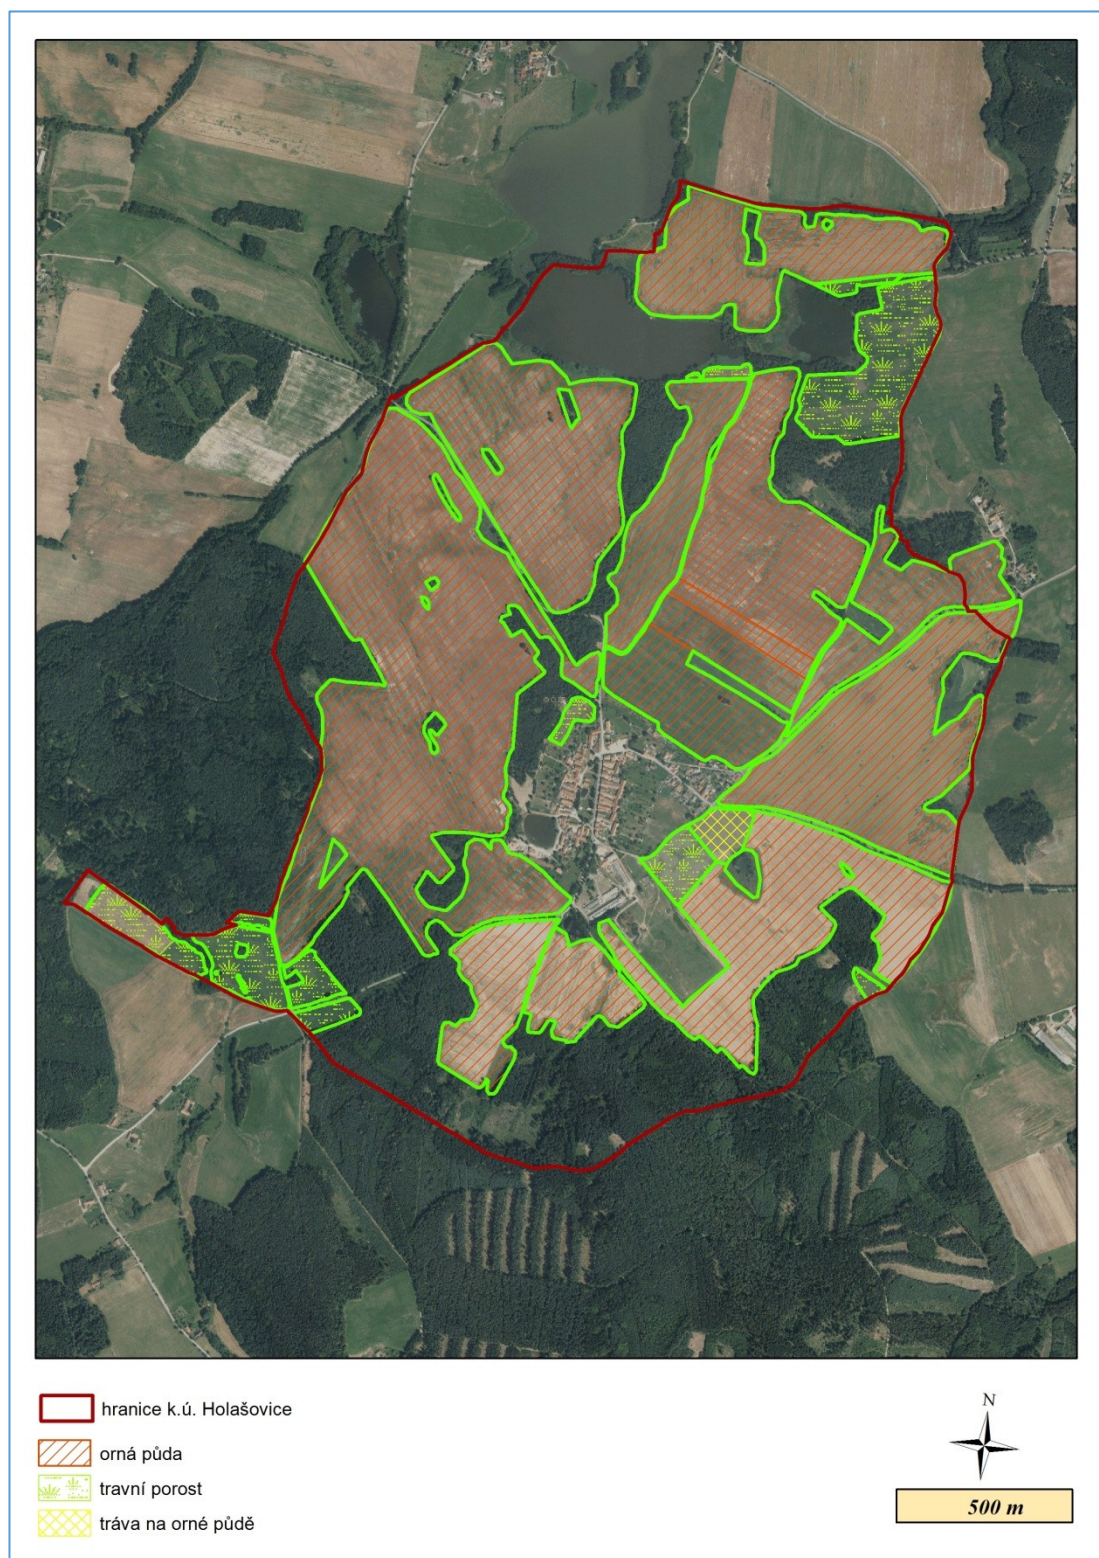 hranice k.ú. Holašovice
orná půda
travní porost
tráva na orné půdě
N
500 m